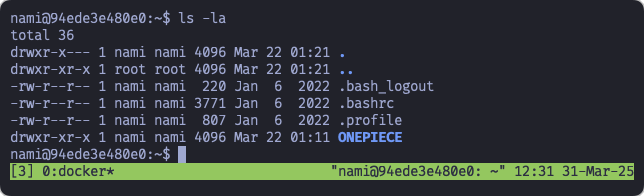 nami@94ede3e480e0:~$ ls -la
total 36
drwxr-x--- 1 nami nami 4096 Mar 22 01:21 .
drwxr-xr-x 1 root root 4096 Mar 22 01:21 ..
-rw-r--r-- 1 nami nami  220 Jan  6  2022 .bash_logout
-rw-r--r-- 1 nami nami 3771 Jan  6  2022 .bashrc
-rw-r--r-- 1 nami nami  807 Jan  6  2022 .profile
drwxr-xr-x 1 nami nami 4096 Mar 22 01:11 ONEPIECE
nami@94ede3e480e0:~$
[3] 0:docker* "nami@94ede3e480e0: ~" 12:31 31-Mar-25